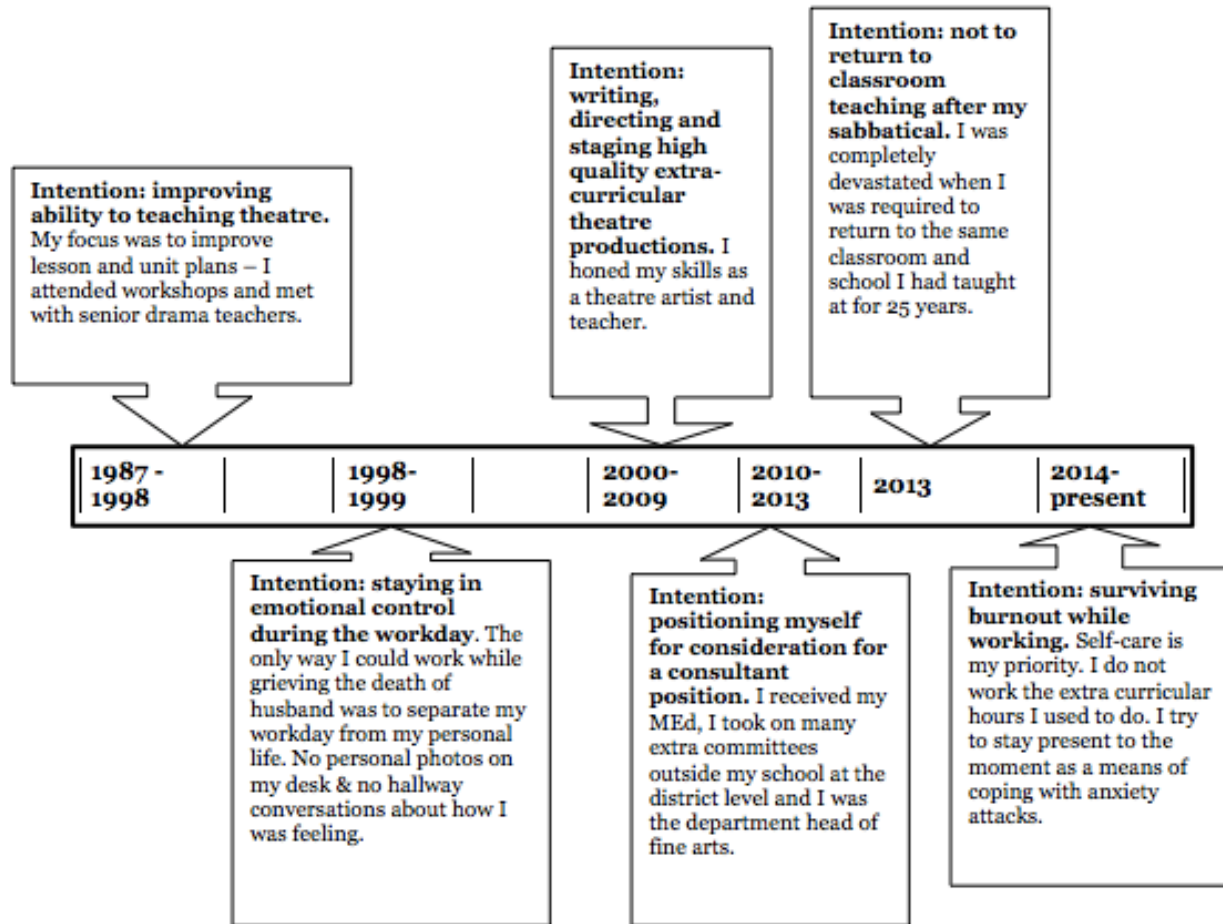 Intention: improving
ability to teaching theatre.
My focus was to improve
lesson and unit plans – I
attended workshops and met
with senior drama teachers.
Intention:
writing,
directing and
staging high
quality extra-
curricular
theatre
productions. I
honed my skills as
a theatre artist and
teacher.
Intention: not to
return to
classroom
teaching after my
sabbatical. I was
completely
devastated when I
was required to
return to the same
classroom and
school I had taught
at for 25 years.
1987 -
1998
1998-
1999
2000-
2009
2010-
2013
2013
2014-
present
Intention: staying in
emotional control
during the workday. The
only way I could work while
grieving the death of
husband was to separate my
workday from my personal
life. No personal photos on
my desk & no hallway
conversations about how I
was feeling.
Intention:
positioning myself
for consideration for
a consultant
position. I received my
MEd, I took on many
extra committees
outside my school at the
district level and I was
the department head of
fine arts.
Intention: surviving
burnout while
working. Self-care is
my priority. I do not
work the extra curricular
hours I used to do. I try
to stay present to the
moment as a means of
coping with anxiety
attacks.